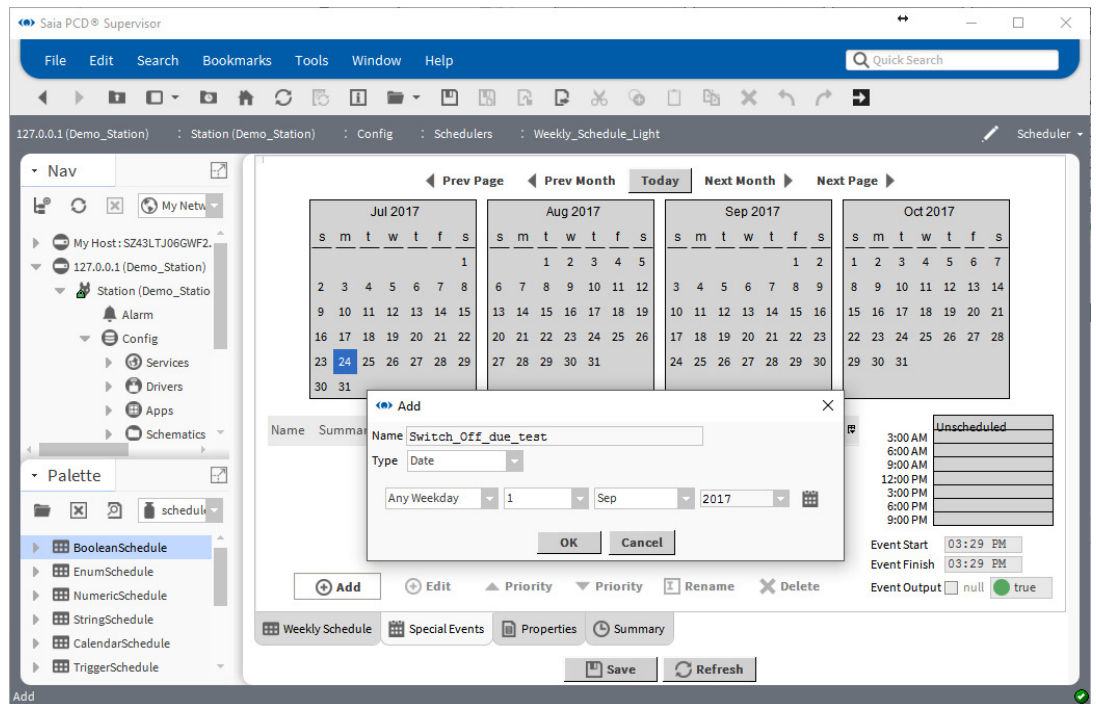 Saia PCD® Supervisor
File Edit Search Bookmarks Tools Window Help
Quick Search
127.0.0.1 (Demo_Station) : Station (Demo_Station) : Config : Schedulers : Weekly_Schedule_Light
Scheduler
Nav
My Netw
My Host : SZ43LTJ06GWF2.
127.0.0.1 (Demo_Station)
Station (Demo_Statio
Alarm
Config
Services
Drivers
Apps
Schematics
Palette
schedul
BooleanSchedule
EnumSchedule
NumericSchedule
StringSchedule
CalendarSchedule
TriggerSchedule
Prev Page Prev Month Today Next Month Next Page
Jul 2017
s m t w t f s
1
2 3 4 5 6 7 8
9 10 11 12 13 14 15
16 17 18 19 20 21 22
23 24 25 26 27 28 29
30 31
Aug 2017
s m t w t f s
1 2 3 4 5
6 7 8 9 10 11 12
13 14 15 16 17 18 19
20 21 22 23 24 25 26
27 28 29 30 31
Sep 2017
s m t w t f s
1 2
3 4 5 6 7 8 9
10 11 12 13 14 15 16
17 18 19 20 21 22 23
24 25 26 27 28 29 30
Oct 2017
s m t w t f s
1 2 3 4 5 6 7
8 9 10 11 12 13 14
15 16 17 18 19 20 21
22 23 24 25 26 27 28
29 30 31
Name Summar
Add
Name Switch_Off_due_test
Type Date
Any Weekday 1 Sep 2017
OK Cancel
Unscheduled
3:00 AM
6:00 AM
9:00 AM
12:00 PM
3:00 PM
6:00 PM
9:00 PM
Event Start 03:29 PM
Event Finish 03:29 PM
Event Output null true
Add Edit Priority Priority Rename Delete
Weekly Schedule Special Events Properties Summary
Save Refresh
Add